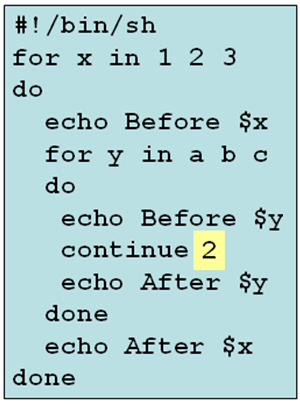 #!/bin/sh
for x in 1 2 3
do
  echo Before $x
  for y in a b c
  do
   echo Before $y
   continue 2
   echo After $y
  done
  echo After $x
done